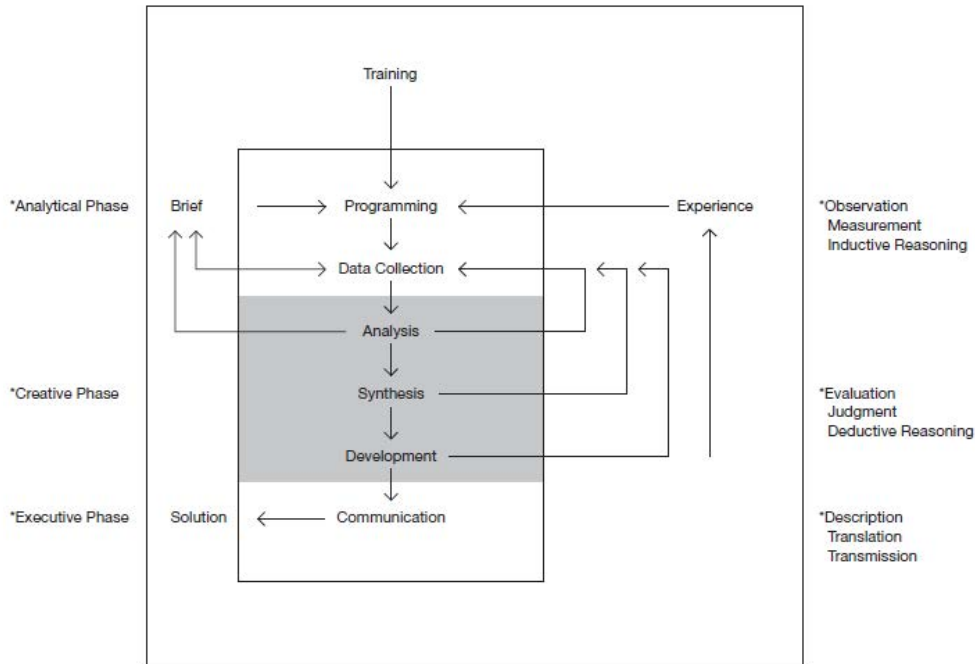 Training
*Analytical Phase
Brief
Programming
Experience
*Observation
Measurement
Inductive Reasoning
Data Collection
Analysis
*Creative Phase
Synthesis
*Evaluation
Judgment
Deductive Reasoning
Development
*Executive Phase
Solution
Communication
*Description
Translation
Transmission